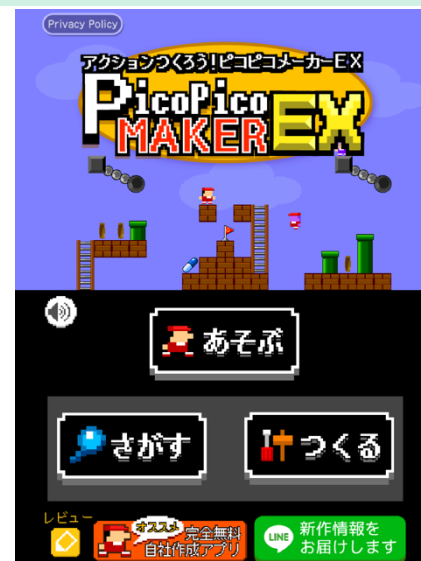 Privacy Policy
アクションつくろう!ピコピコメーカーEX
PicoPico
MAKER EX
あそぶ
さがす
つくる
レビュー
オススメ 完全無料
自社作成アプリ
LINE 新作情報を
お届けします